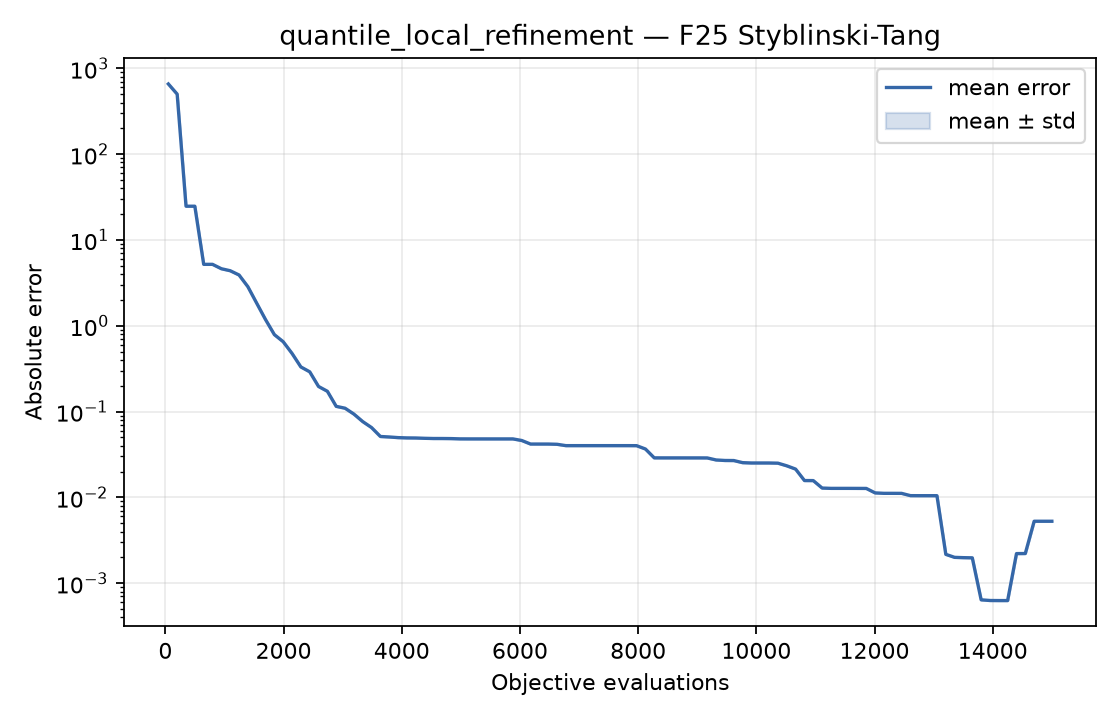 quantile_local_refinement — F25 Styblinski-Tang
mean error
mean ± std
Absolute error
10³
10²
10¹
10⁰
10⁻¹
10⁻²
10⁻³
0 2000 4000 6000 8000 10000 12000 14000
Objective evaluations